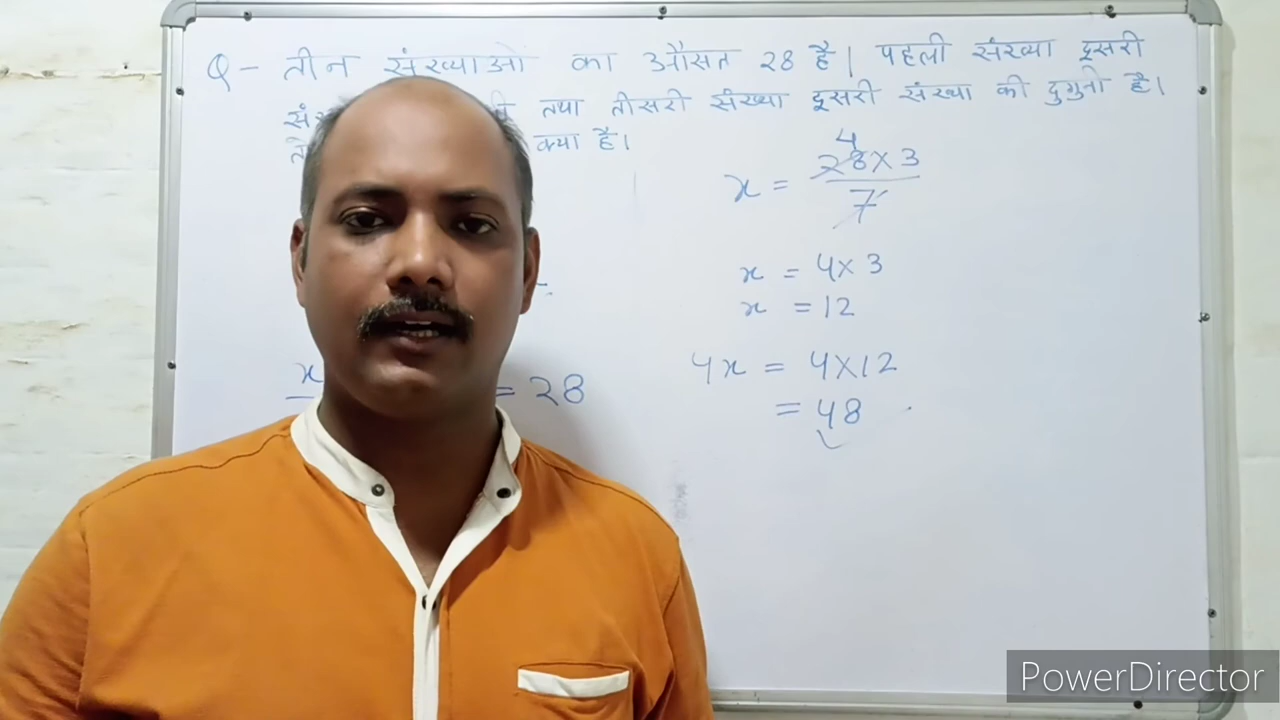 Q - तीन संख्याओ का औसत 28 है। पहली संख्या दूसरी
तथा तीसरी संख्या दूसरी संख्या की दुगुनी है।
क्या है।
x = 28×3 / 7
4
x = 4×3
x = 12
x = 28
4x = 4×12
= 48
PowerDirector